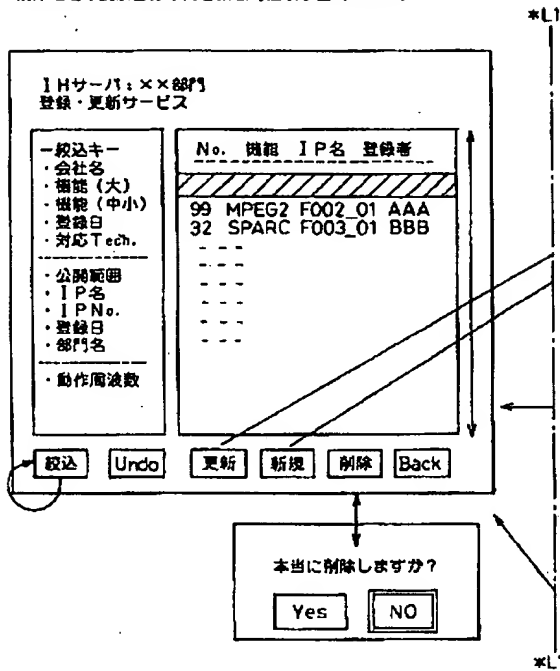 *L1
IHサーバ:××部門
登録・更新サービス
ー絞込キー
・会社名
・機能(大)
・機能(中小)
・登録日
・対応Tech.
・公開範囲
・IP名
・IPNo.
・登録日
・部門名
・動作周波数
No. 機能 IP名 登録者
99 MPEG2 F002_01 AAA
32 SPARC F003_01 BBB
絞込 Undo 更新 新規 削除 Back
本当に削除しますか?
Yes NO
*L1